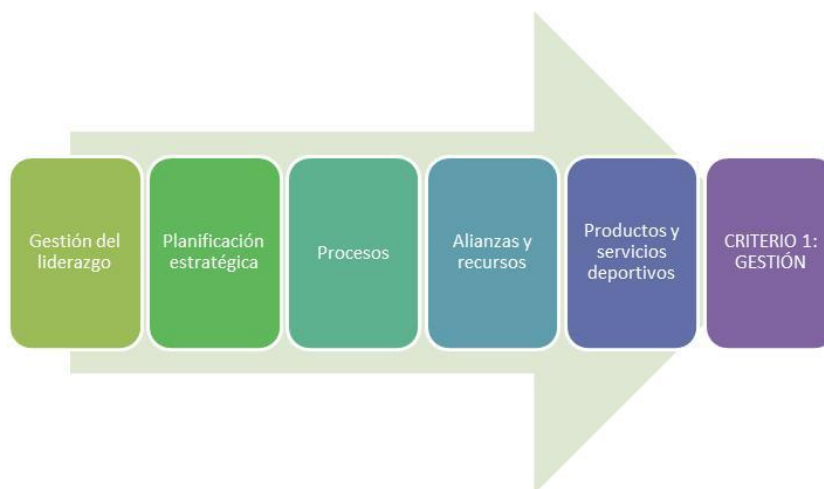 Gestión del
liderazgo
Planificación
estratégica
Procesos
Alianzas y
recursos
Productos y
servicios
deportivos
CRITERIO 1:
GESTIÓN